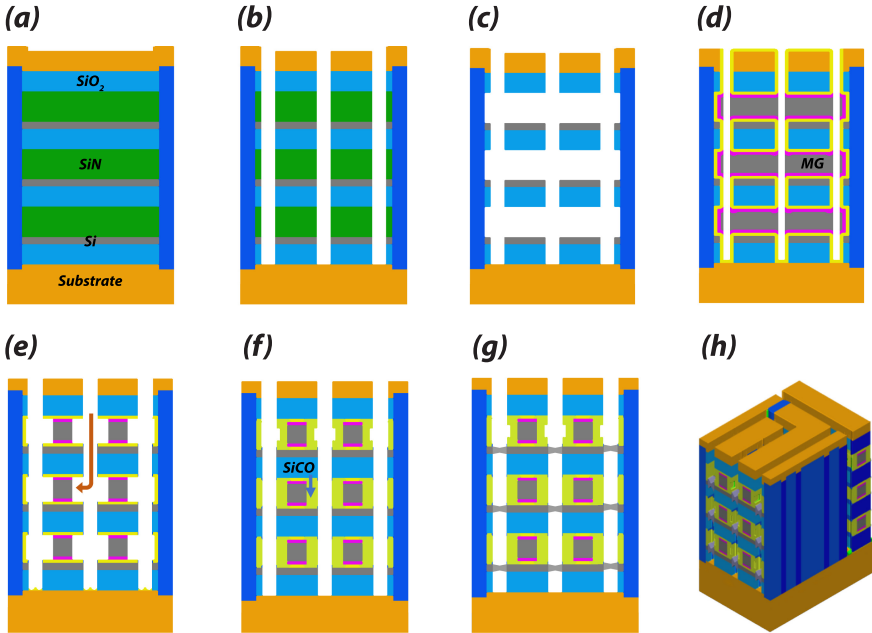 (a)
(b)
(c)
(d)
SiO2
SiN
MG
Si
Substrate
(e)
(f)
(g)
(h)
SiCO